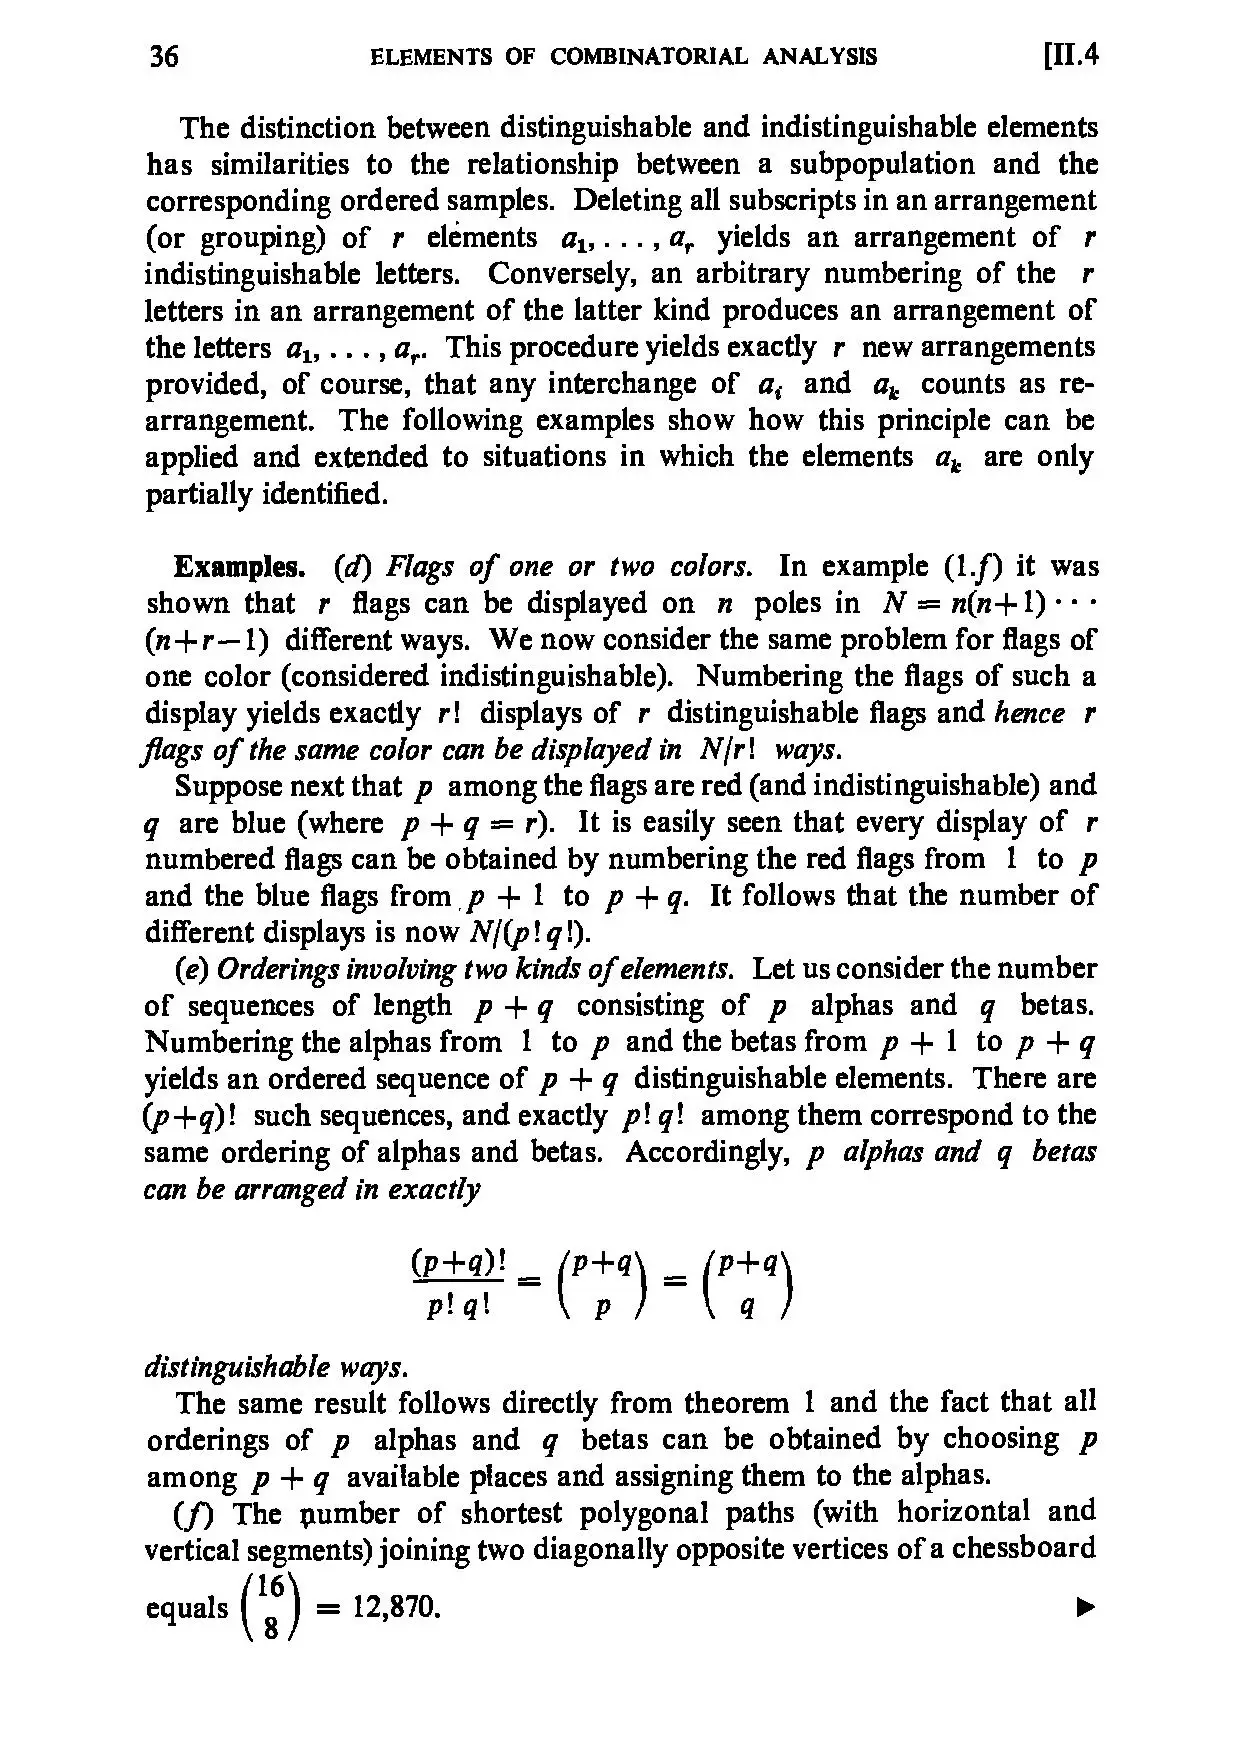 36 ELEMENTS OF COMBINATORIAL ANALYSIS [II.4
The distinction between distinguishable and indistinguishable elements
has similarities to the relationship between a subpopulation and the
corresponding ordered samples. Deleting all subscripts in an arrangement
(or grouping) of r elements a₁, . . . , aᵣ yields an arrangement of r
indistinguishable letters. Conversely, an arbitrary numbering of the r
letters in an arrangement of the latter kind produces an arrangement of
the letters a₁, . . . , aᵣ. This procedure yields exactly r new arrangements
provided, of course, that any interchange of aᵢ and aₖ counts as re-
arrangement. The following examples show how this principle can be
applied and extended to situations in which the elements aₖ are only
partially identified.
Examples. (d) Flags of one or two colors. In example (1.f) it was
shown that r flags can be displayed on n poles in N = n(n+1) · · ·
(n+r−1) different ways. We now consider the same problem for flags of
one color (considered indistinguishable). Numbering the flags of such a
display yields exactly r! displays of r distinguishable flags and hence r
flags of the same color can be displayed in N/r! ways.
Suppose next that p among the flags are red (and indistinguishable) and
q are blue (where p + q = r). It is easily seen that every display of r
numbered flags can be obtained by numbering the red flags from 1 to p
and the blue flags from p + 1 to p + q. It follows that the number of
different displays is now N/(p! q!).
(e) Orderings involving two kinds of elements. Let us consider the number
of sequences of length p + q consisting of p alphas and q betas.
Numbering the alphas from 1 to p and the betas from p + 1 to p + q
yields an ordered sequence of p + q distinguishable elements. There are
(p+q)! such sequences, and exactly p! q! among them correspond to the
same ordering of alphas and betas. Accordingly, p alphas and q betas
can be arranged in exactly
(p+q)! / p! q! = (p+q p) = (p+q q)
distinguishable ways.
The same result follows directly from theorem 1 and the fact that all
orderings of p alphas and q betas can be obtained by choosing p
among p + q available places and assigning them to the alphas.
(f) The number of shortest polygonal paths (with horizontal and
vertical segments) joining two diagonally opposite vertices of a chessboard
equals (16 8) = 12,870. ►